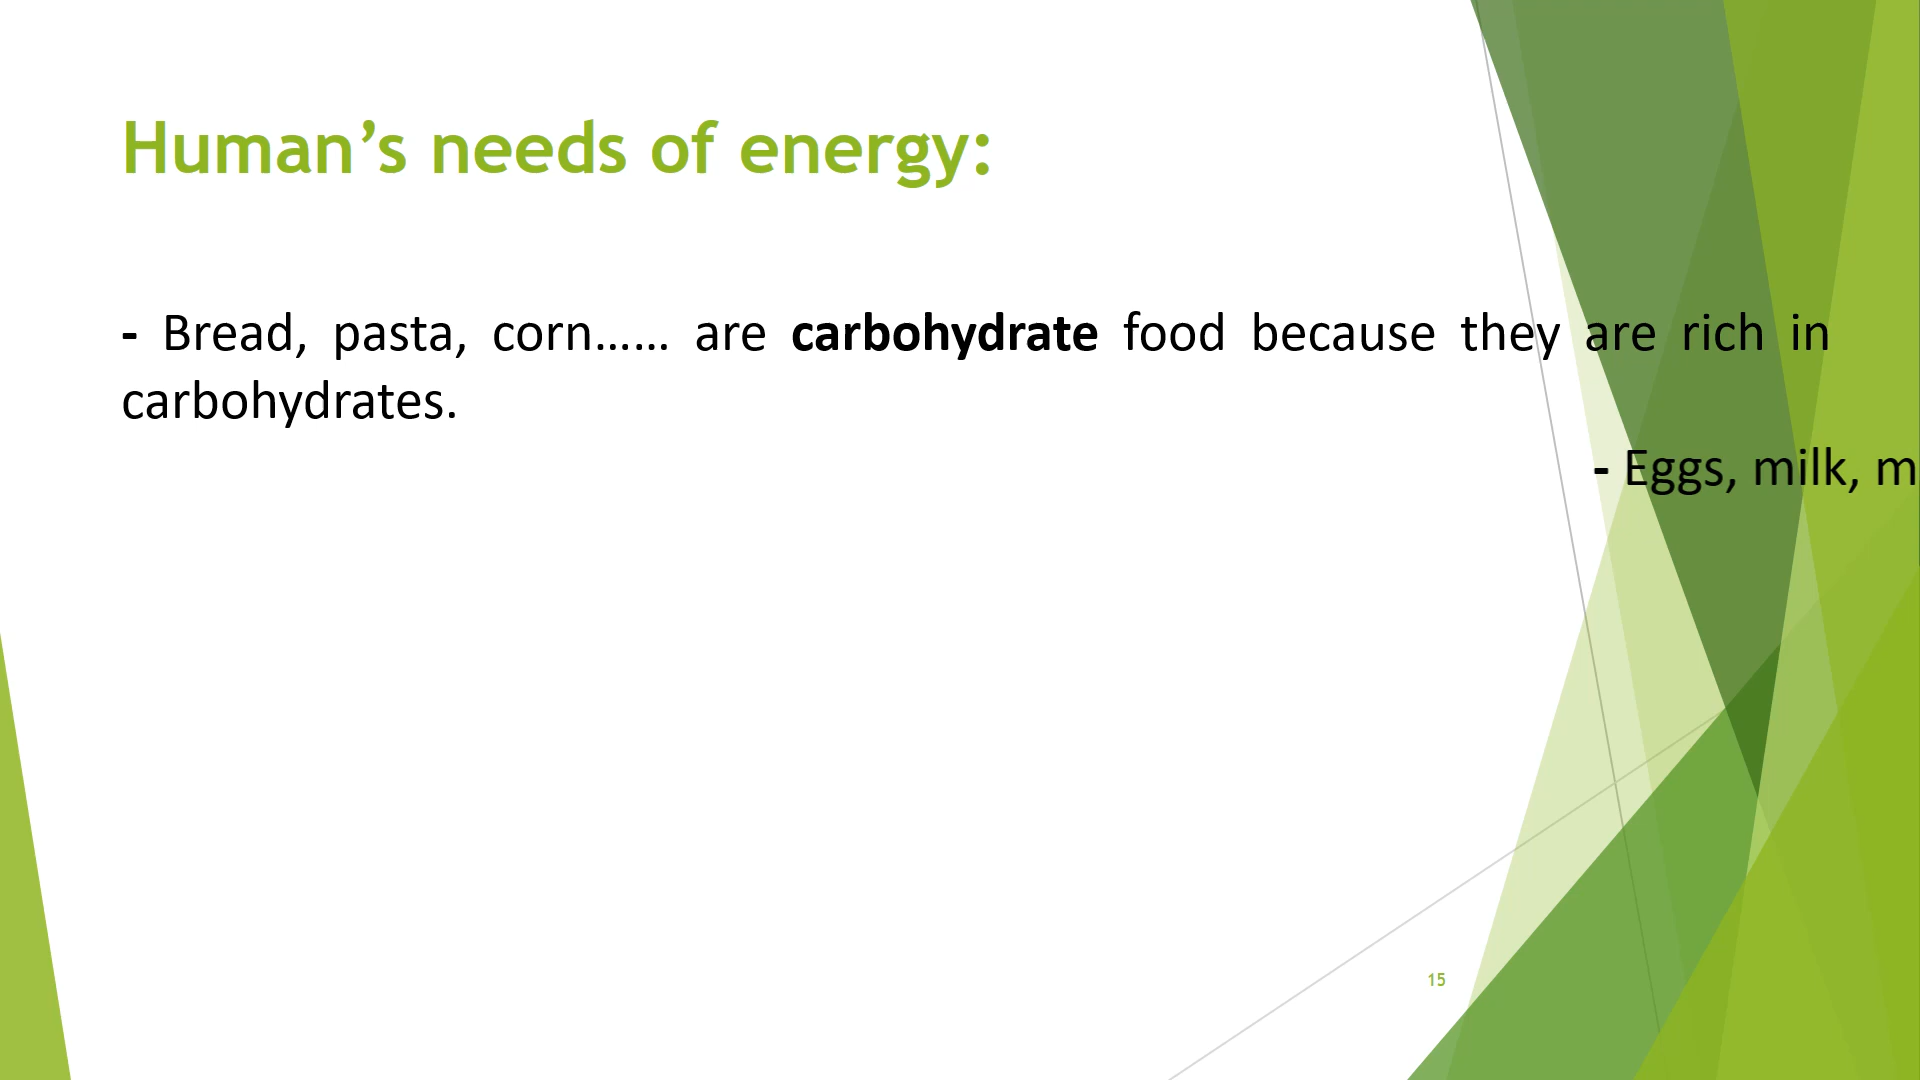 Human’s needs of energy:
- Bread, pasta, corn…… are carbohydrate food because they are rich in
carbohydrates.
- Eggs, milk, m
15